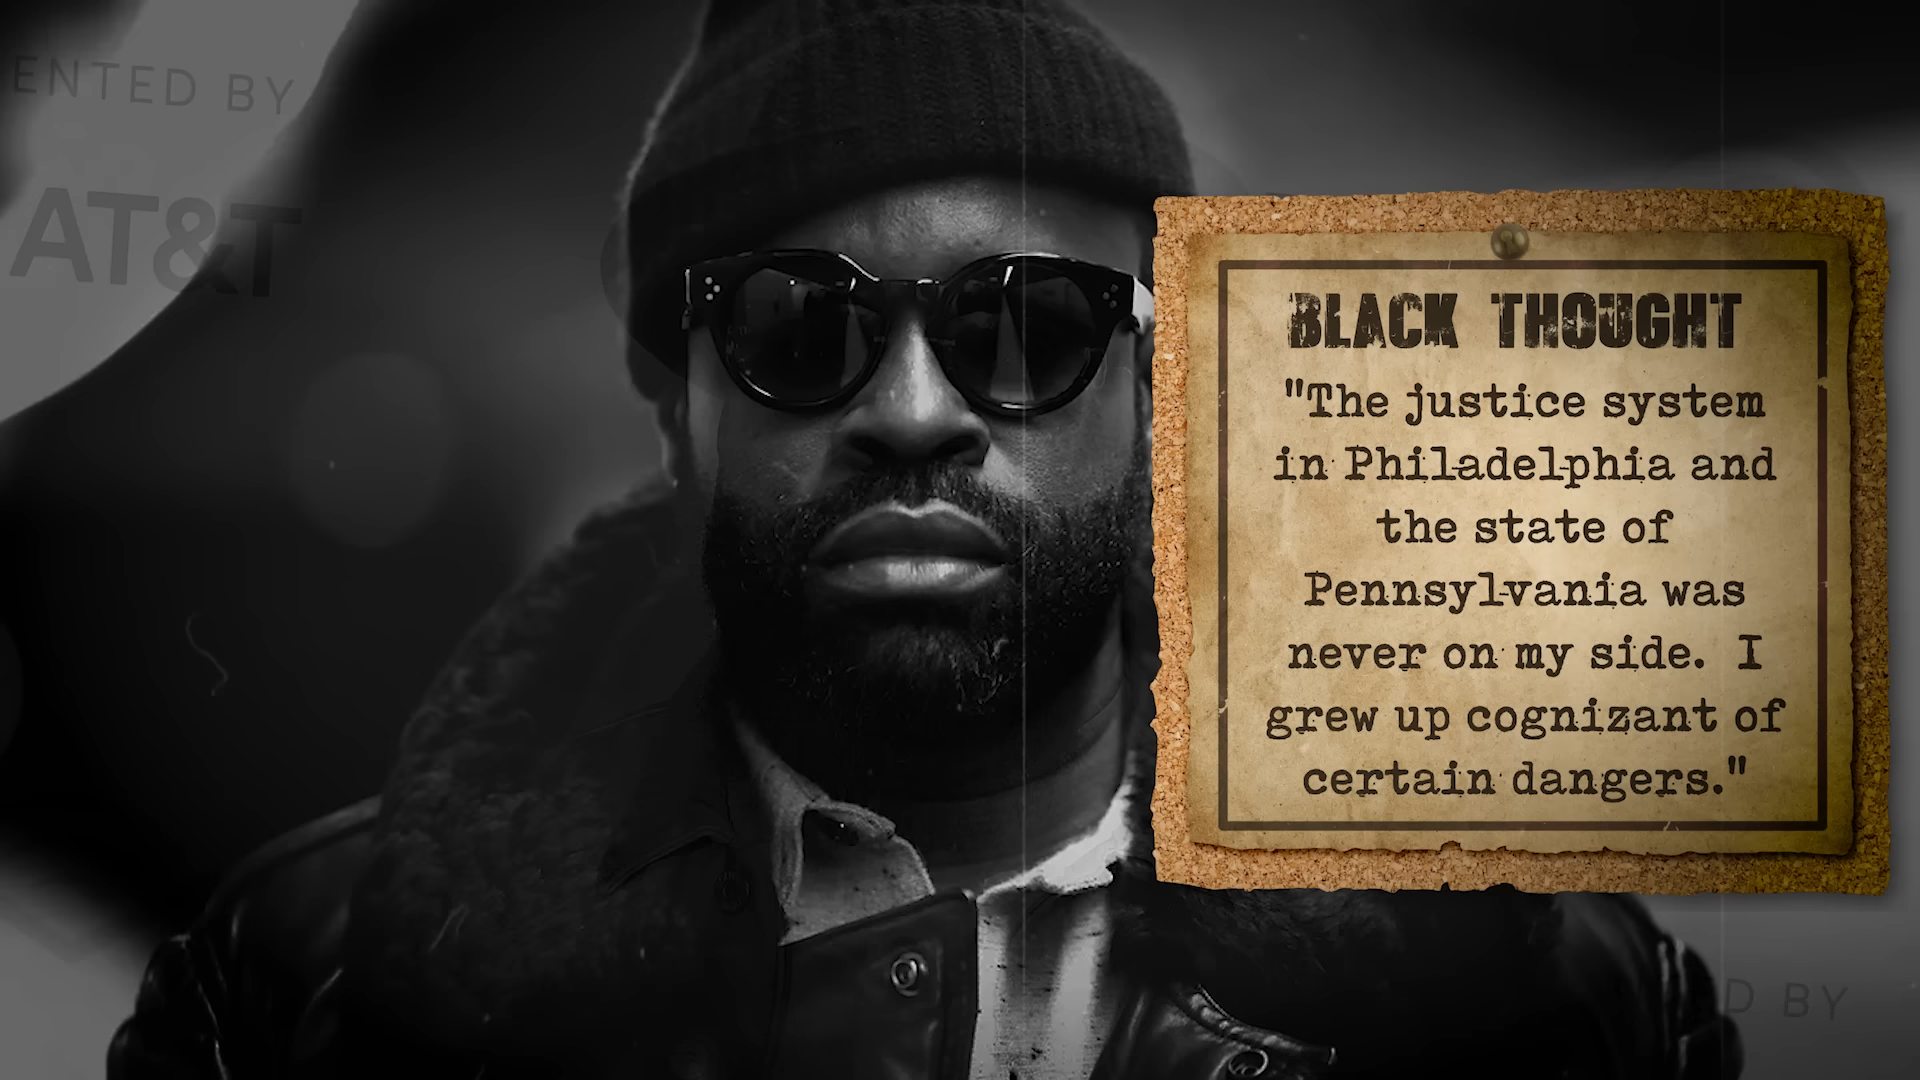 ENTED BY
AT&T
BLACK THOUGHT
"The justice system
in Philadelphia and
the state of
Pennsylvania was
never on my side.  I
grew up cognizant of
certain dangers."
D BY